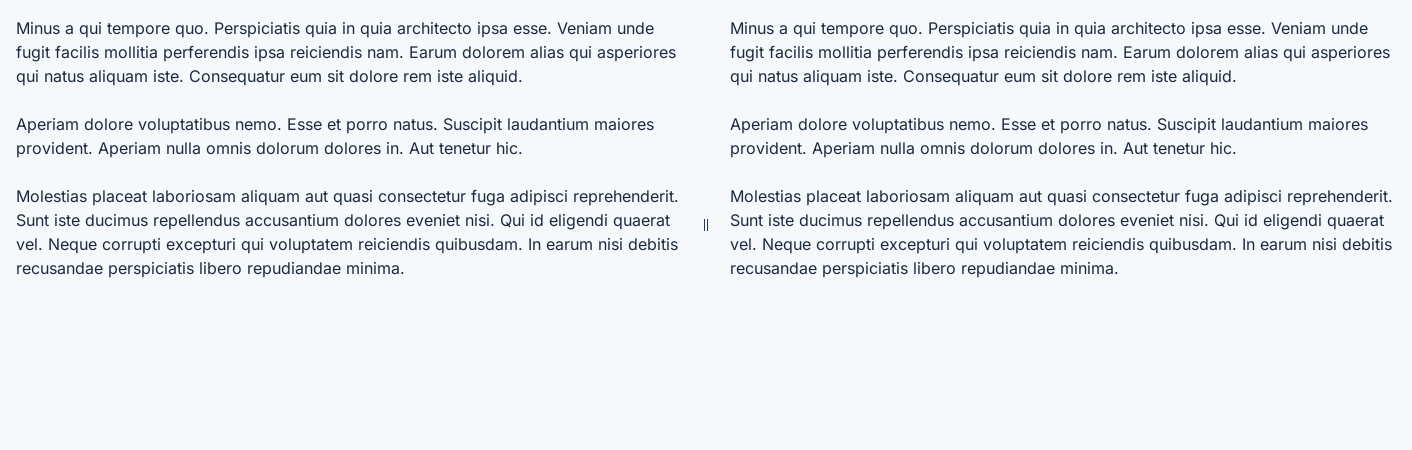 Minus a qui tempore quo. Perspiciatis quia in quia architecto ipsa esse. Veniam unde
fugit facilis mollitia perferendis ipsa reiciendis nam. Earum dolorem alias qui asperiores
qui natus aliquam iste. Consequatur eum sit dolore rem iste aliquid.

Aperiam dolore voluptatibus nemo. Esse et porro natus. Suscipit laudantium maiores
provident. Aperiam nulla omnis dolorum dolores in. Aut tenetur hic.

Molestias placeat laboriosam aliquam aut quasi consectetur fuga adipisci reprehenderit.
Sunt iste ducimus repellendus accusantium dolores eveniet nisi. Qui id eligendi quaerat
vel. Neque corrupti excepturi qui voluptatem reiciendis quibusdam. In earum nisi debitis
recusandae perspiciatis libero repudiandae minima.

Minus a qui tempore quo. Perspiciatis quia in quia architecto ipsa esse. Veniam unde
fugit facilis mollitia perferendis ipsa reiciendis nam. Earum dolorem alias qui asperiores
qui natus aliquam iste. Consequatur eum sit dolore rem iste aliquid.

Aperiam dolore voluptatibus nemo. Esse et porro natus. Suscipit laudantium maiores
provident. Aperiam nulla omnis dolorum dolores in. Aut tenetur hic.

Molestias placeat laboriosam aliquam aut quasi consectetur fuga adipisci reprehenderit.
Sunt iste ducimus repellendus accusantium dolores eveniet nisi. Qui id eligendi quaerat
vel. Neque corrupti excepturi qui voluptatem reiciendis quibusdam. In earum nisi debitis
recusandae perspiciatis libero repudiandae minima.